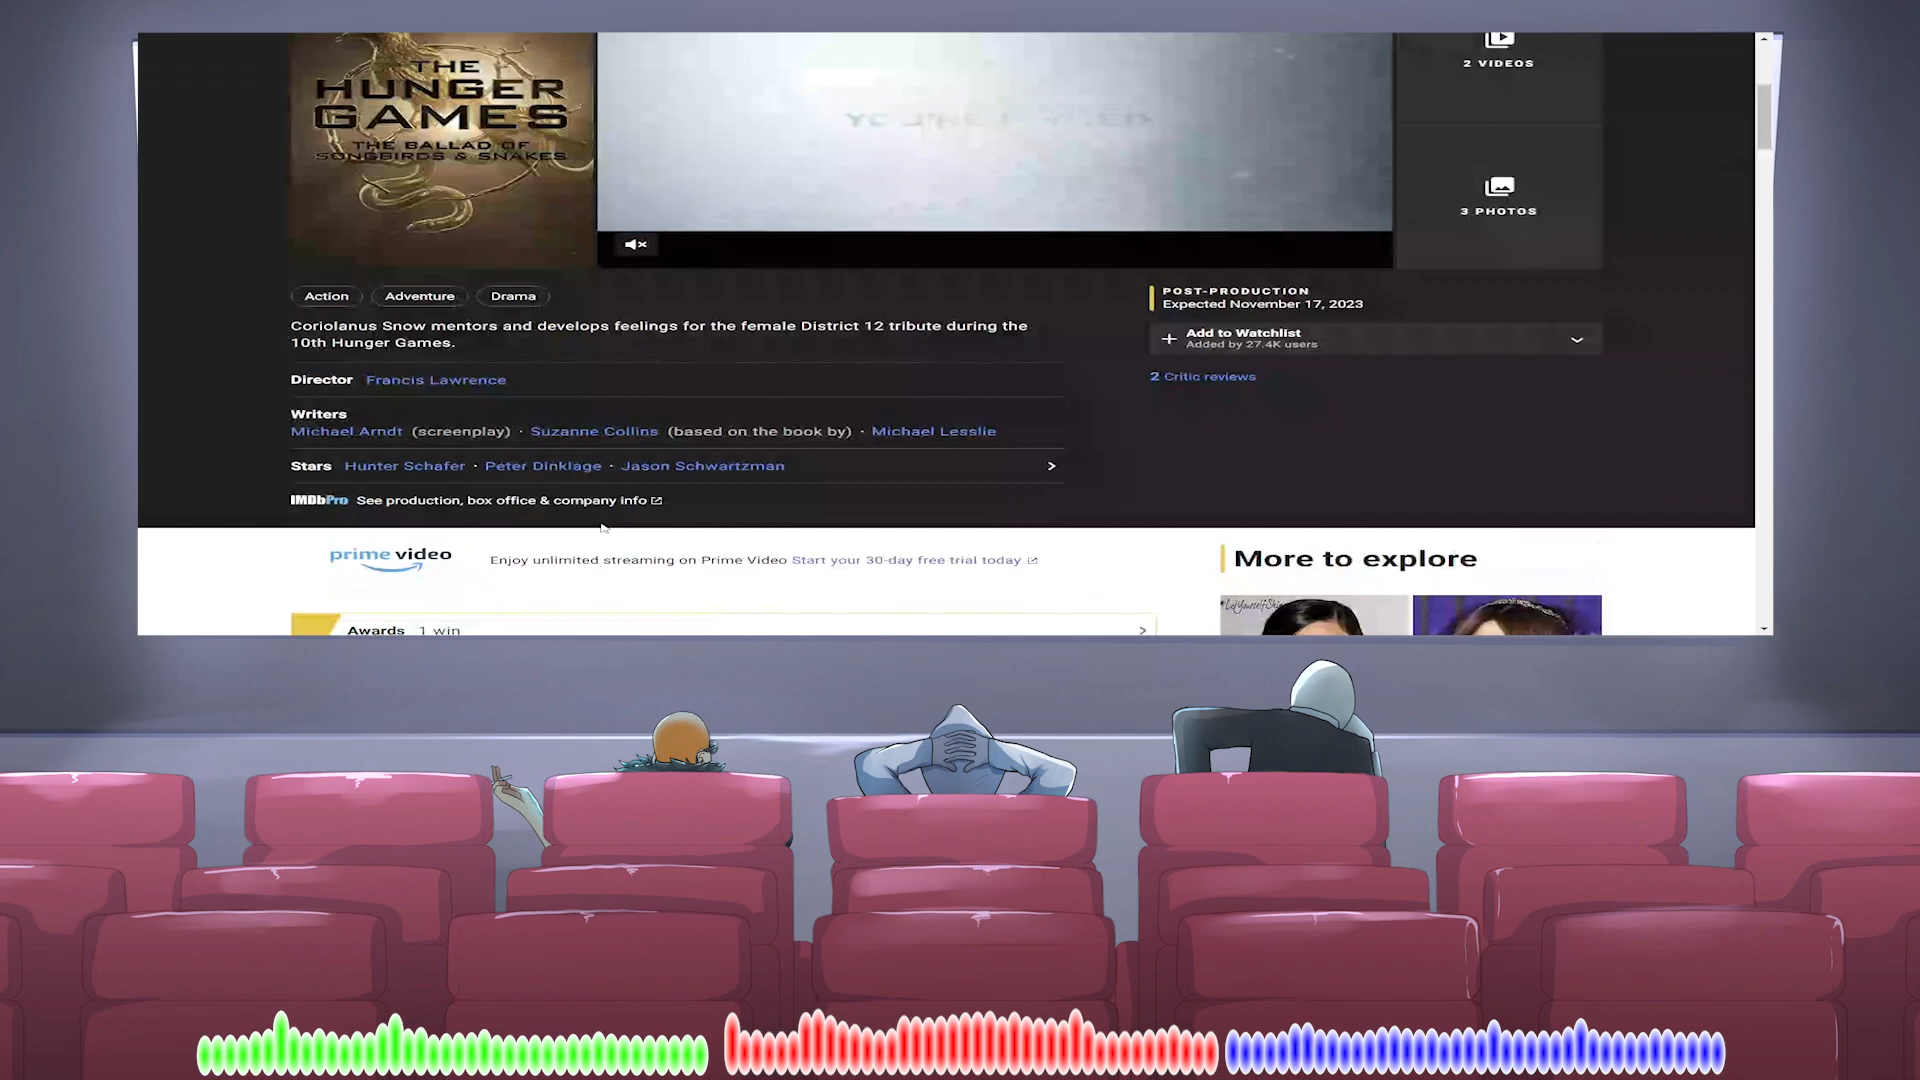 THE
HUNGER
GAMES
THE BALLAD OF
SONGBIRDS & SNAKES
2 VIDEOS
3 PHOTOS
Action
Adventure
Drama
Coriolanus Snow mentors and develops feelings for the female District 12 tribute during the
10th Hunger Games.
Director Francis Lawrence
Writers
Michael Arndt (screenplay) · Suzanne Collins (based on the book by) · Michael Lesslie
Stars Hunter Schafer · Peter Dinklage · Jason Schwartzman
IMDbPro See production, box office & company info
POST-PRODUCTION
Expected November 17, 2023
Add to Watchlist
Added by 27.4K users
2 Critic reviews
prime video
Enjoy unlimited streaming on Prime Video Start your 30-day free trial today
Awards 1 win
More to explore